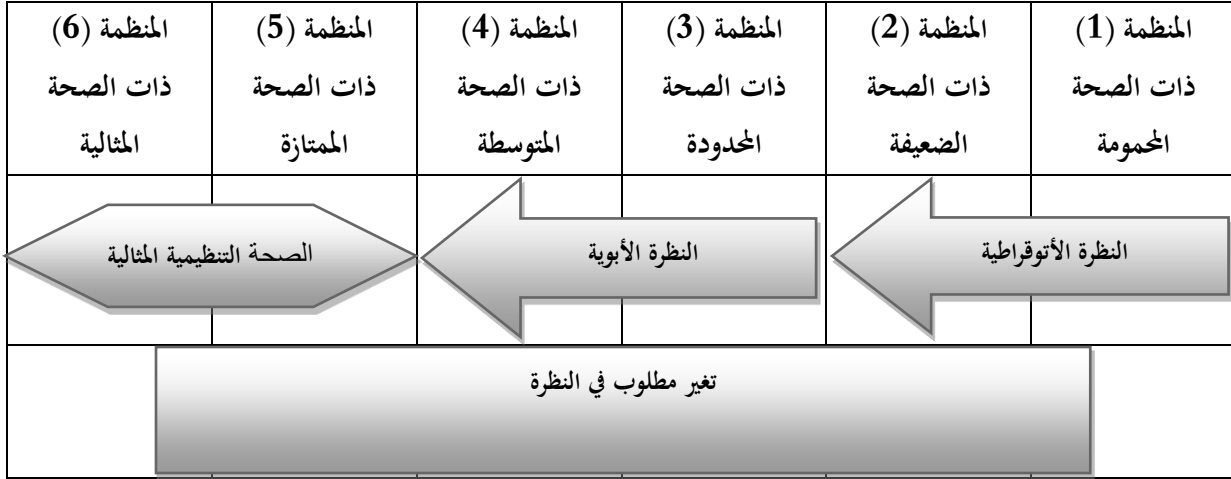 المنظمة (1)
ذات الصحة
المحمومة
المنظمة (2)
ذات الصحة
الضعيفة
المنظمة (3)
ذات الصحة
المحدودة
المنظمة (4)
ذات الصحة
المتوسطة
المنظمة (5)
ذات الصحة
الممتازة
المنظمة (6)
ذات الصحة
المثالية
النظرة الأتوقراطية
النظرة الأبوية
الصحة التنظيمية المثالية
تغير مطلوب في النظرة